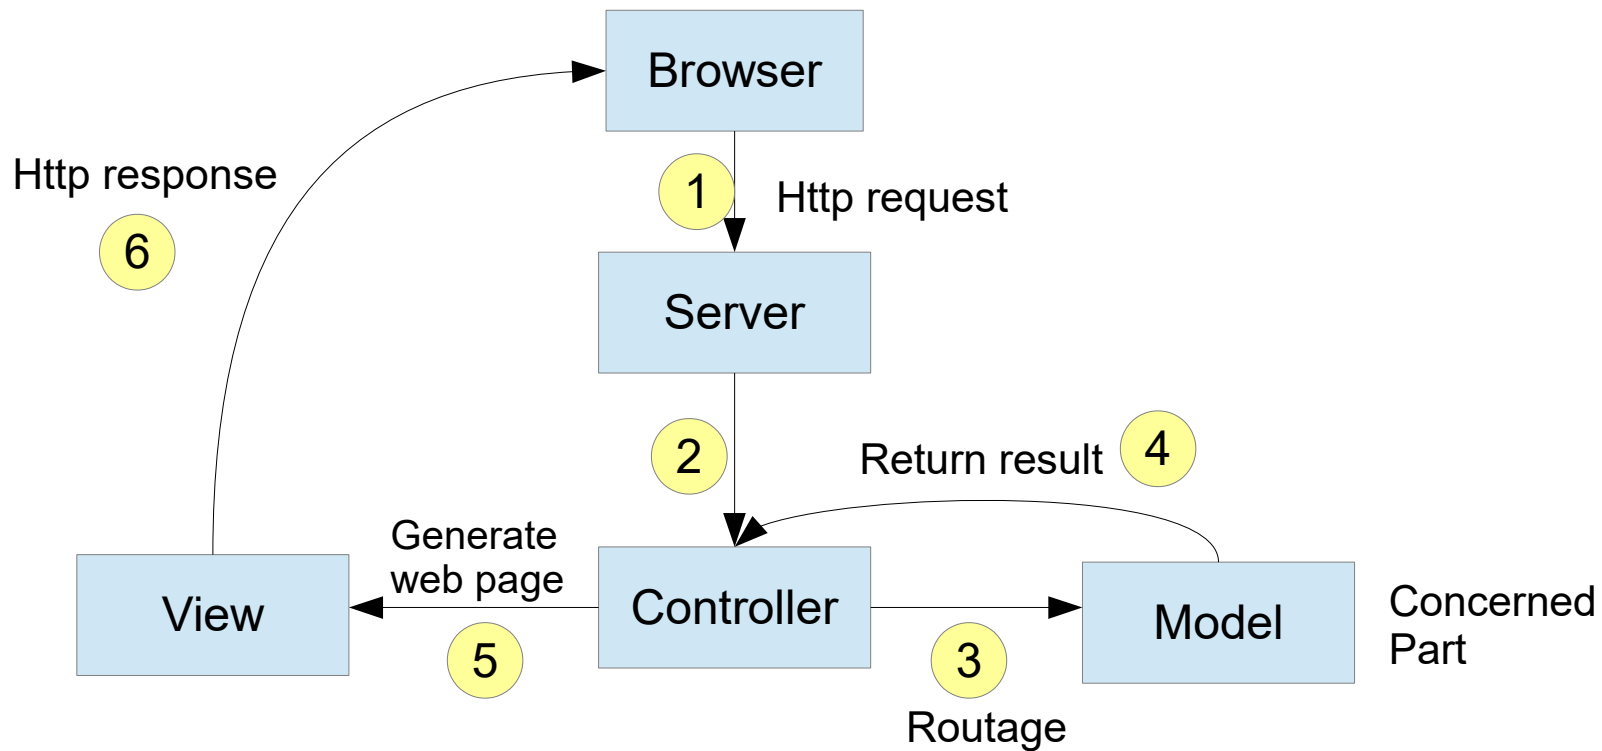 Browser
Http response
1
Http request
6
Server
2
Return result
4
Generate
web page
View
Controller
Model
Concerned
Part
5
3
Routage